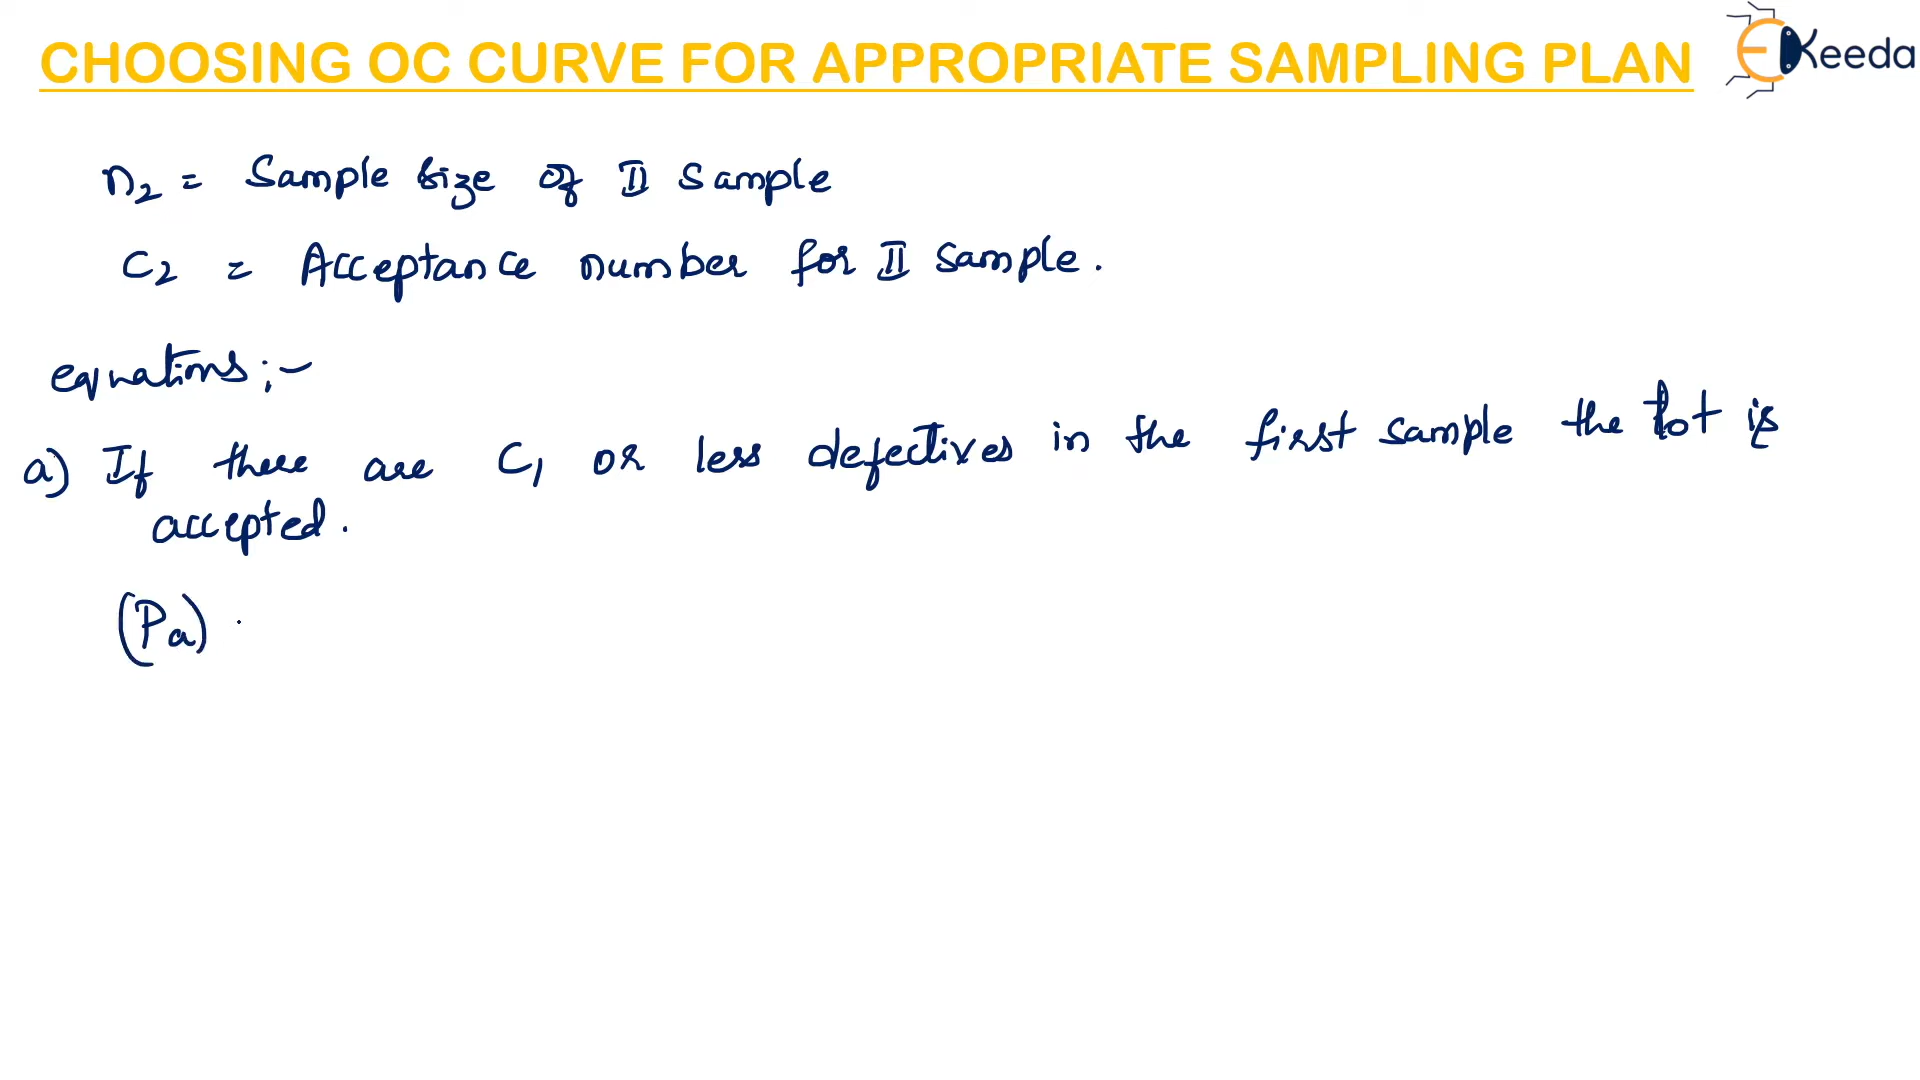 CHOOSING OC CURVE FOR APPROPRIATE SAMPLING PLAN
EKeeda
n2 = Sample size of II sample
C2 = Acceptance number for II sample.
equations :-
a) If there are C1 or less defectives in the first sample the lot is
accepted.
(Pa)